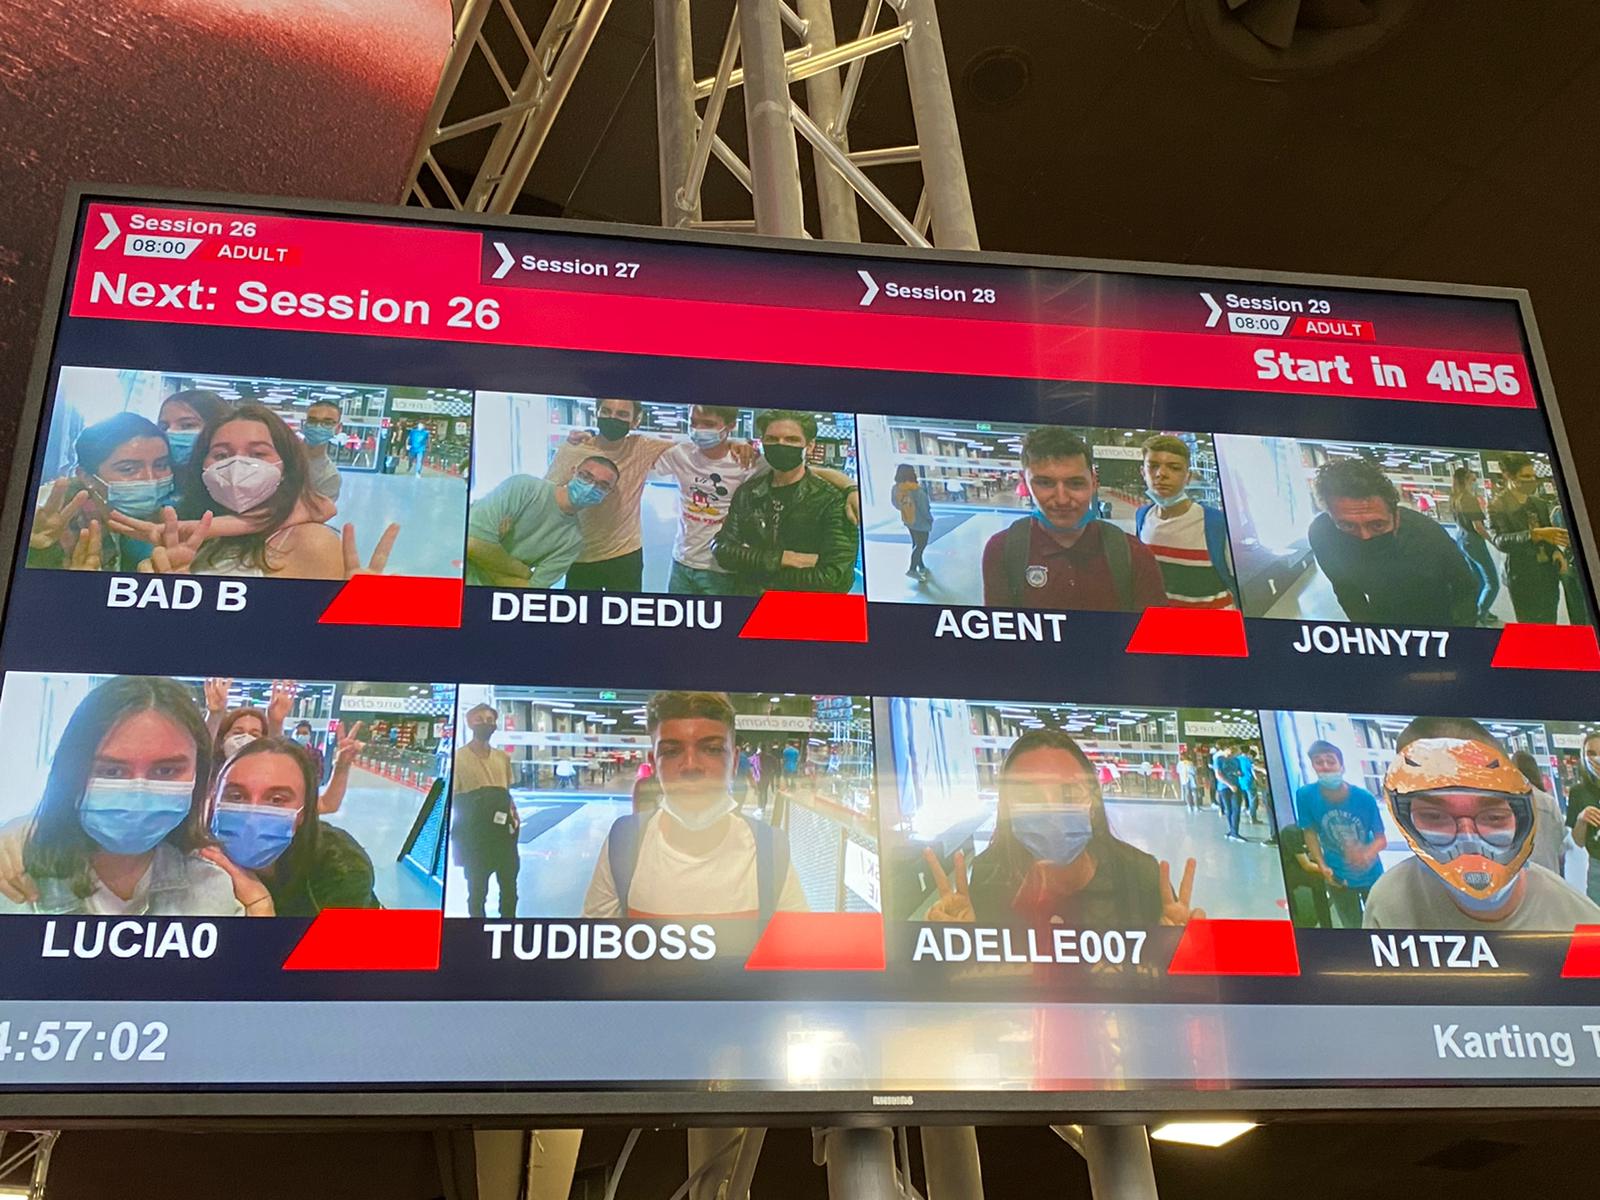 Session 26
08:00 ADULT
Session 27
Session 28
Session 29
08:00 ADULT
Next: Session 26
Start in 4h56
BAD B
DEDI DEDIU
AGENT
JOHNY77
LUCIA0
TUDIBOSS
ADELLE007
N1TZA
4:57:02
Karting T
SAMSUNG